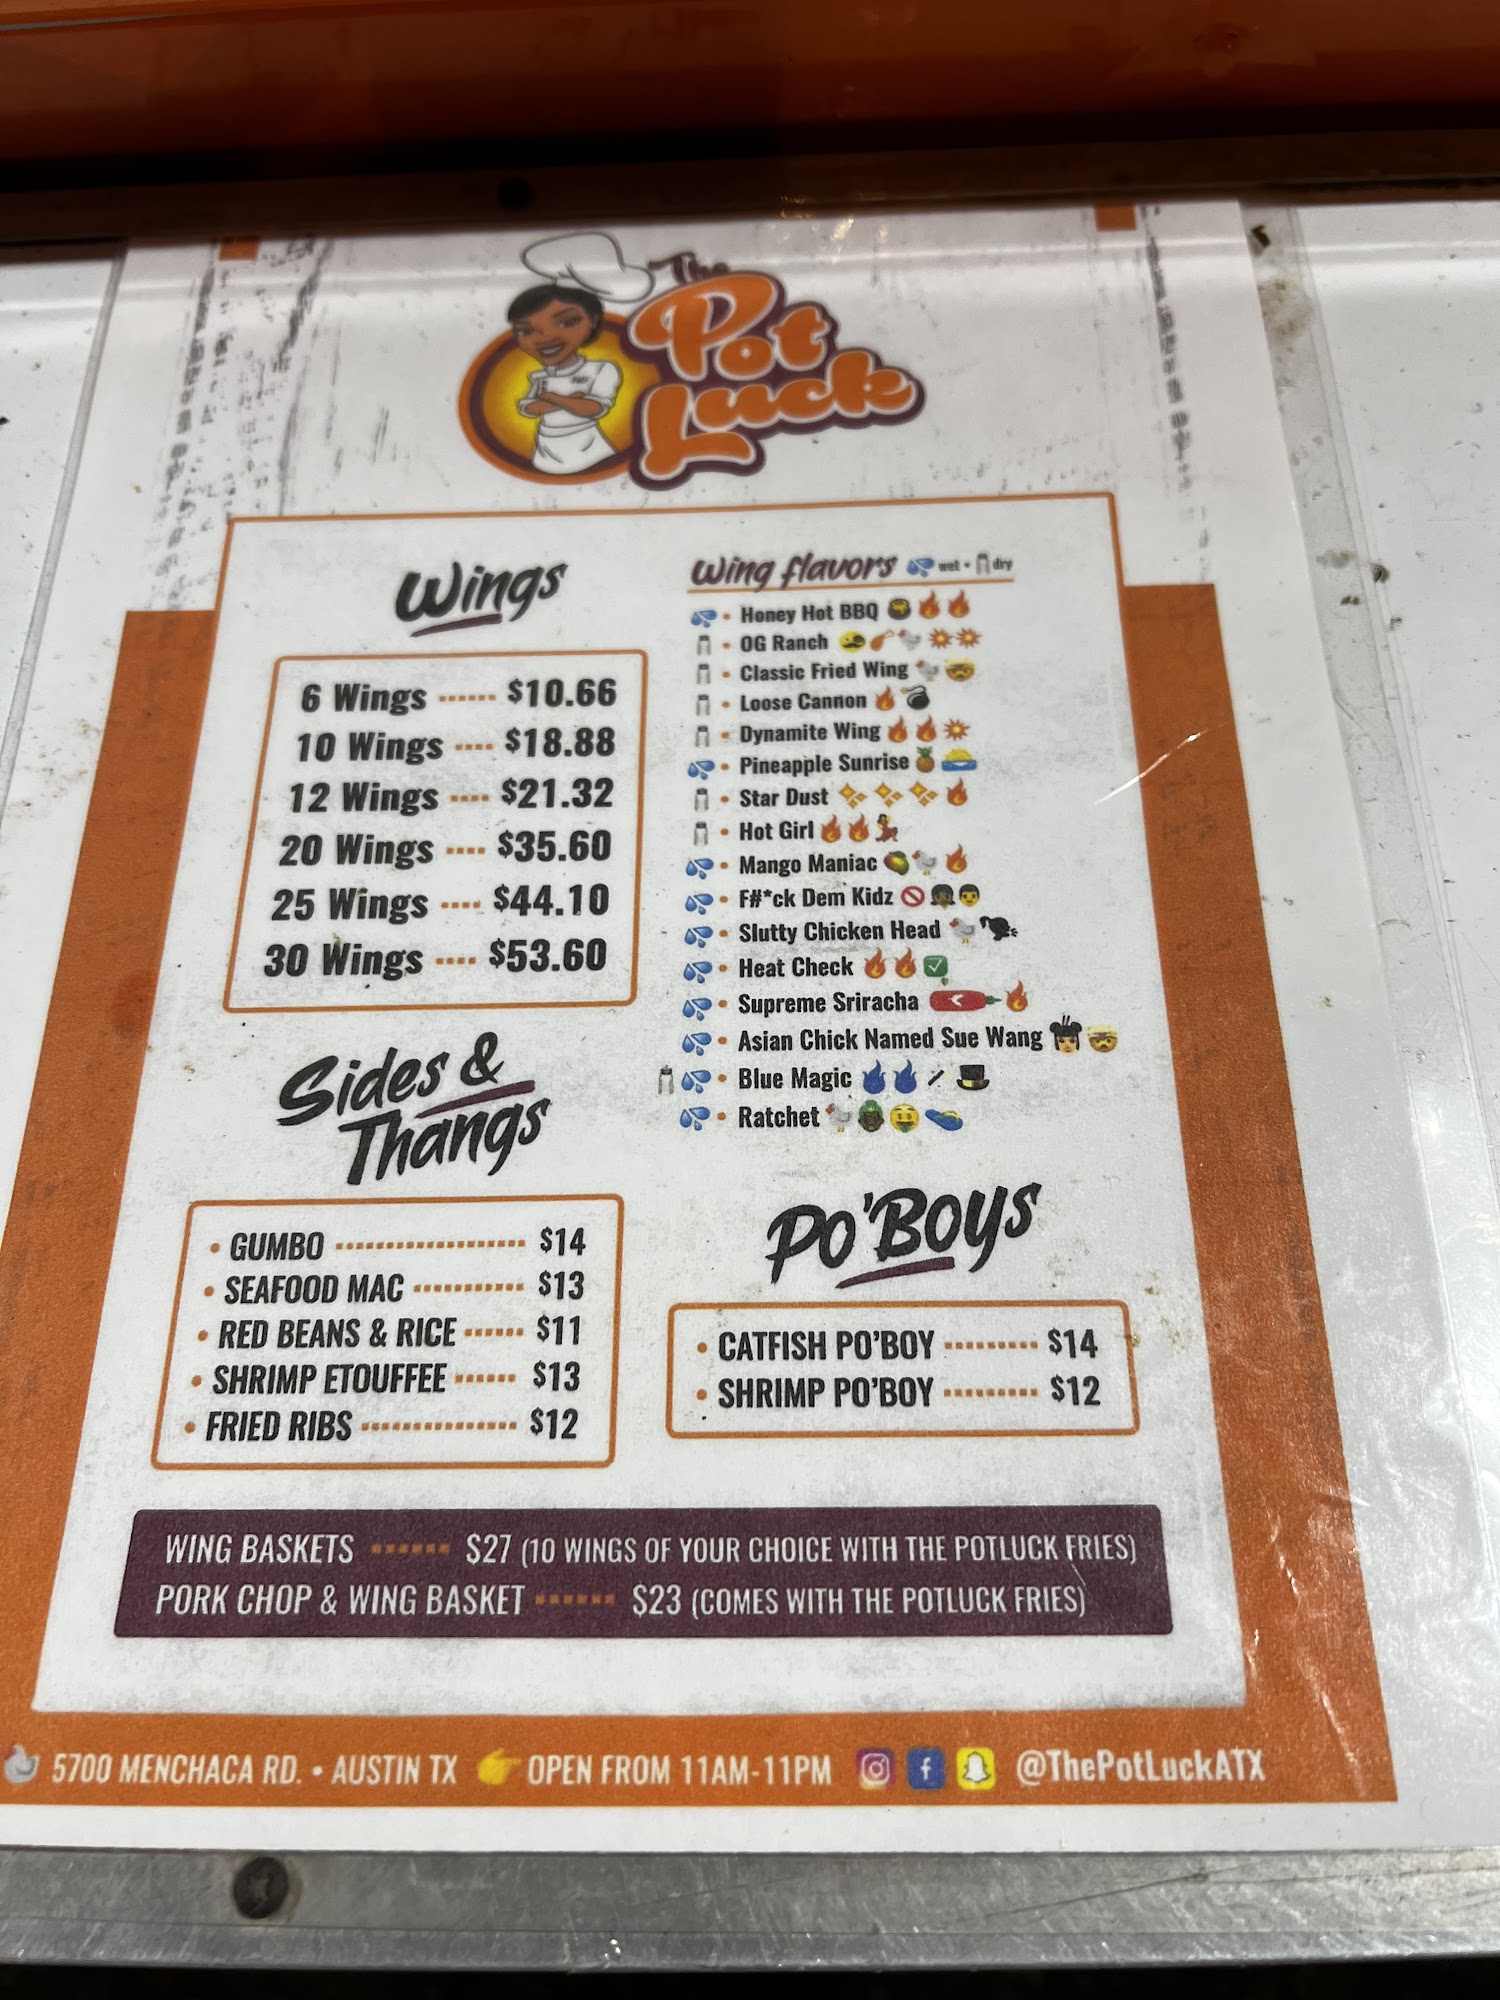 The
Pot
Luck
Wings
6 Wings ...... $10.66
10 Wings .... $18.88
12 Wings .... $21.32
20 Wings .... $35.60
25 Wings .... $44.10
30 Wings .... $53.60
Wing flavors wet • dry
• Honey Hot BBQ
• OG Ranch
• Classic Fried Wing
• Loose Cannon
• Dynamite Wing
• Pineapple Sunrise
• Star Dust
• Hot Girl
• Mango Maniac
• F#*ck Dem Kidz
• Slutty Chicken Head
• Heat Check
• Supreme Sriracha
• Asian Chick Named Sue Wang
• Blue Magic
• Ratchet
Sides &
Thangs
• GUMBO .................... $14
• SEAFOOD MAC ............ $13
• RED BEANS & RICE ...... $11
• SHRIMP ETOUFFEE ...... $13
• FRIED RIBS ................ $12
Po'Boys
• CATFISH PO'BOY ......... $14
• SHRIMP PO'BOY ......... $12
WING BASKETS ...... $27 (10 WINGS OF YOUR CHOICE WITH THE POTLUCK FRIES)
PORK CHOP & WING BASKET ...... $23 (COMES WITH THE POTLUCK FRIES)
5700 MENCHACA RD. • AUSTIN TX OPEN FROM 11AM-11PM @ThePotLuckATX